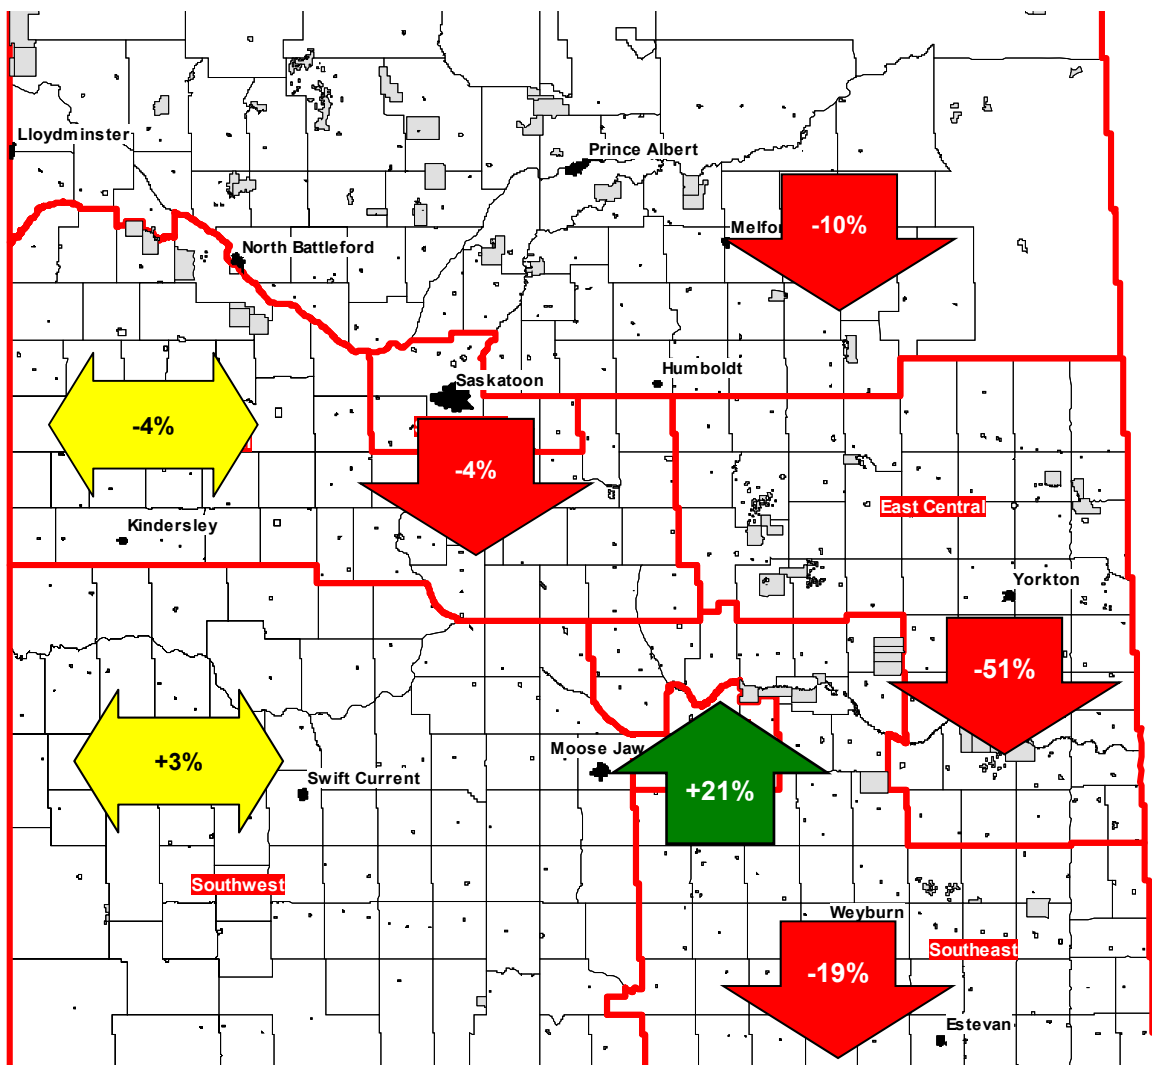 Lloydminster
Prince Albert
-10%
Melfor
North Battleford
Humboldt
Saskatoon
-4%
-4%
East Central
Kindersley
Yorkton
-51%
Moose Jaw
+3%
Swift Current
+21%
Southwest
Weyburn
Southeast
-19%
Estevan